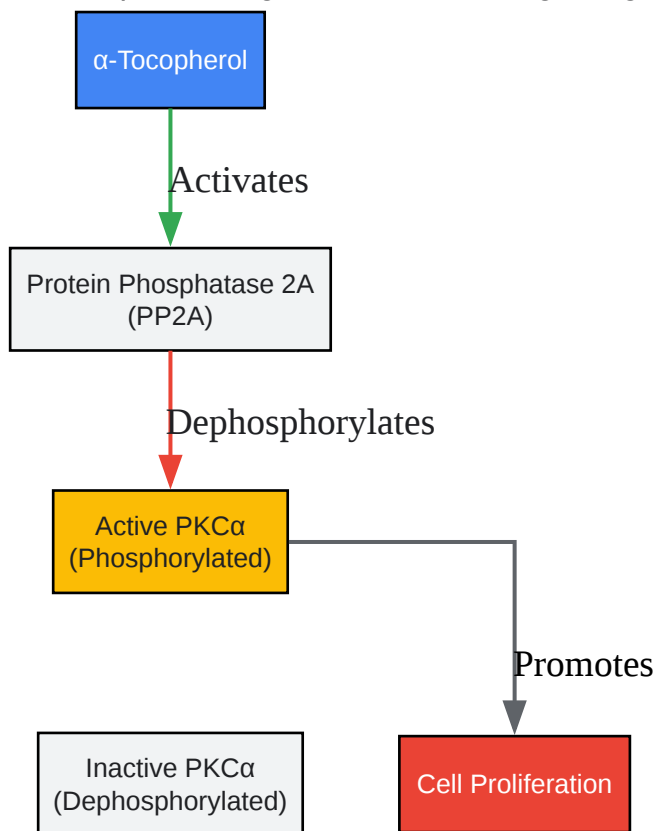 α-Tocopherol
Activates
Protein Phosphatase 2A
(PP2A)
Dephosphorylates
Active PKCα
(Phosphorylated)
Promotes
Inactive PKCα
(Dephosphorylated)
Cell Proliferation